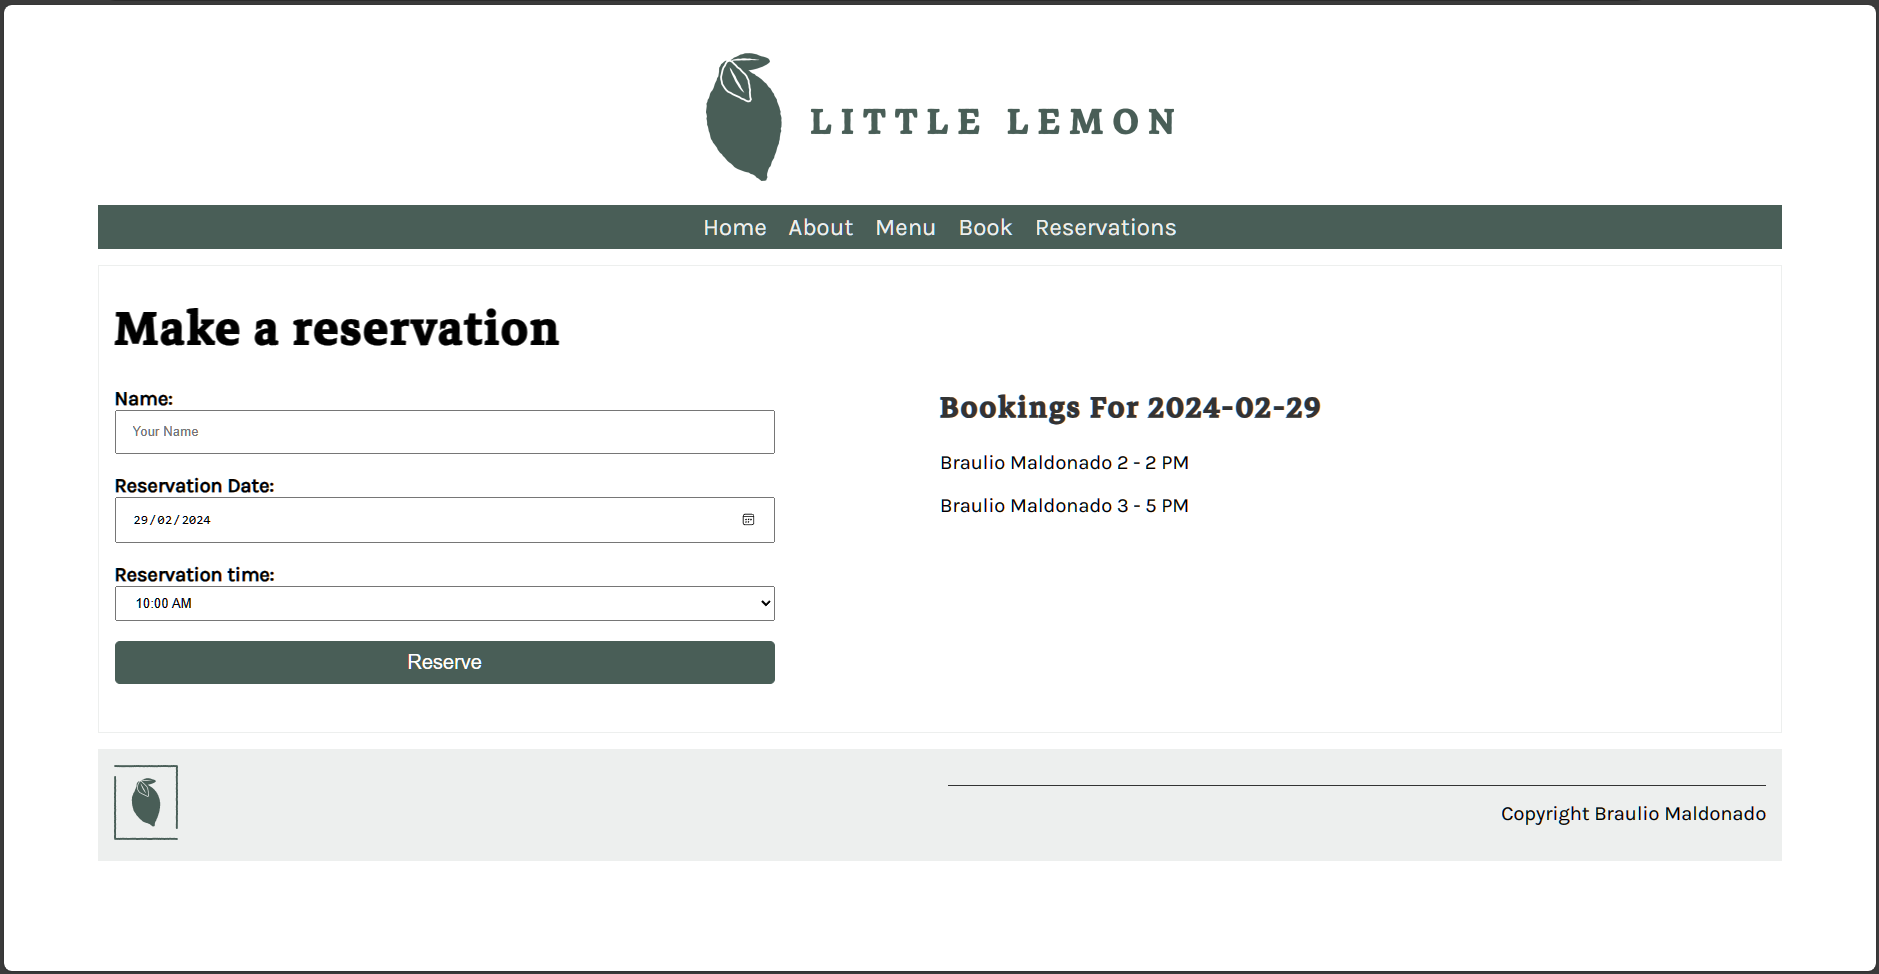 LITTLE LEMON
Home About Menu Book Reservations
Make a reservation
Name:
Your Name
Reservation Date:
29/02/2024
Reservation time:
10:00 AM
Reserve
Bookings For 2024-02-29
Braulio Maldonado 2 - 2 PM
Braulio Maldonado 3 - 5 PM
Copyright Braulio Maldonado